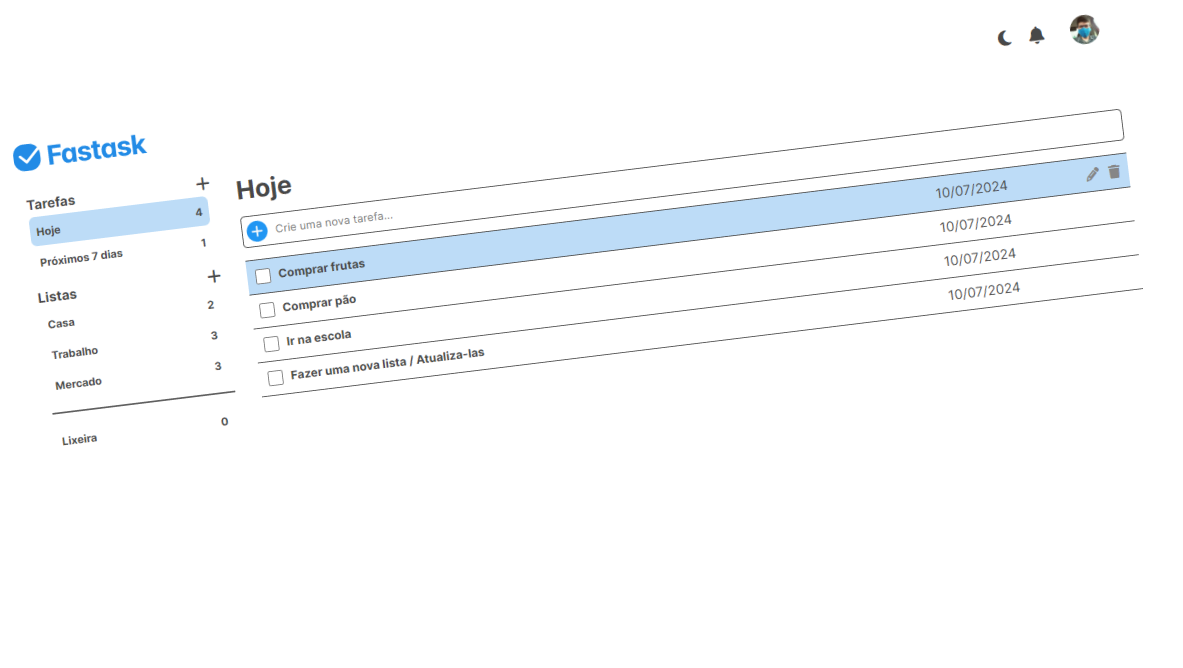 Fastask
Tarefas
Hoje 4
Próximos 7 dias 1
Listas
Casa 2
Trabalho 3
Mercado 3
Lixeira 0
Hoje
Crie uma nova tarefa...
Comprar frutas 10/07/2024
Comprar pão 10/07/2024
Ir na escola 10/07/2024
Fazer uma nova lista / Atualiza-las 10/07/2024